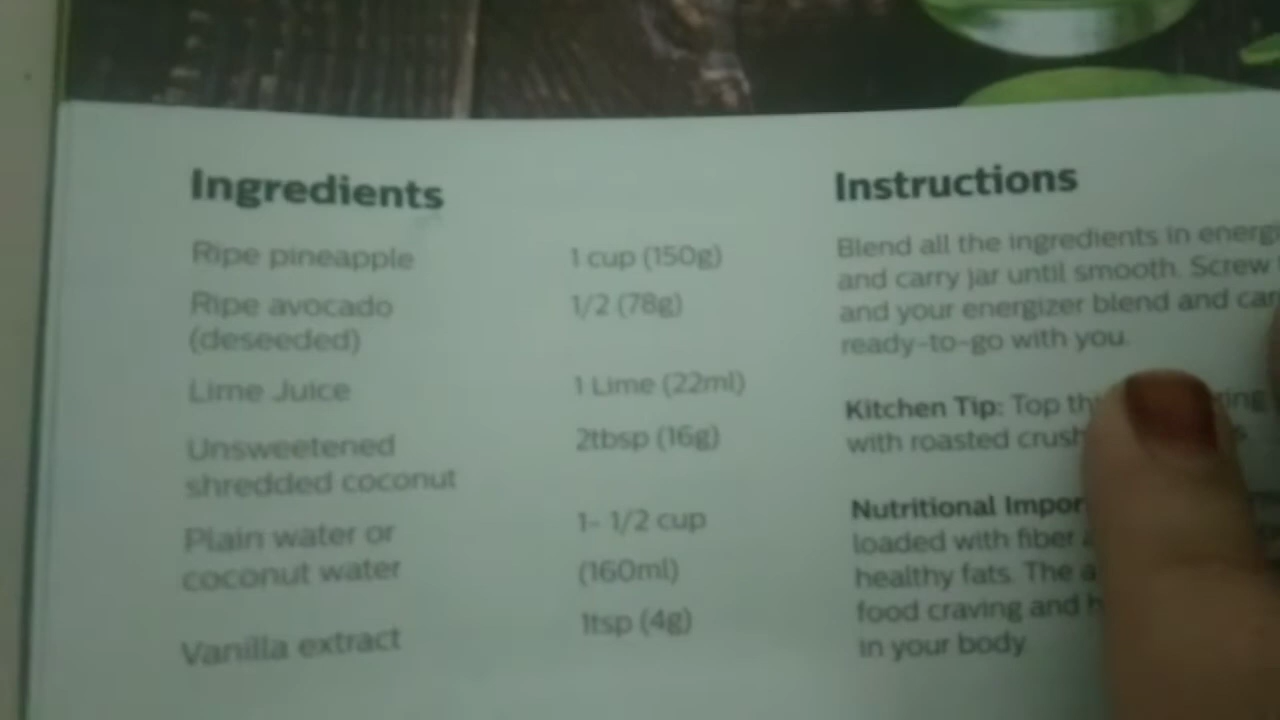 Ingredients
Ripe pineapple 1 cup (150g)
Ripe avocado 1/2 (78g)
(deseeded)
Lime Juice 1 Lime (22ml)
Unsweetened 2tbsp (16g)
shredded coconut
Plain water or 1- 1/2 cup
coconut water (160ml)
Vanilla extract 1tsp (4g)
Instructions
Blend all the ingredients in
and carry jar until smooth. Screw
and your energizer blend and
ready-to-go with you.
Kitchen Tip: Top
with roasted
Nutritional
loaded with fiber
healthy fats. The
food craving and
in your body